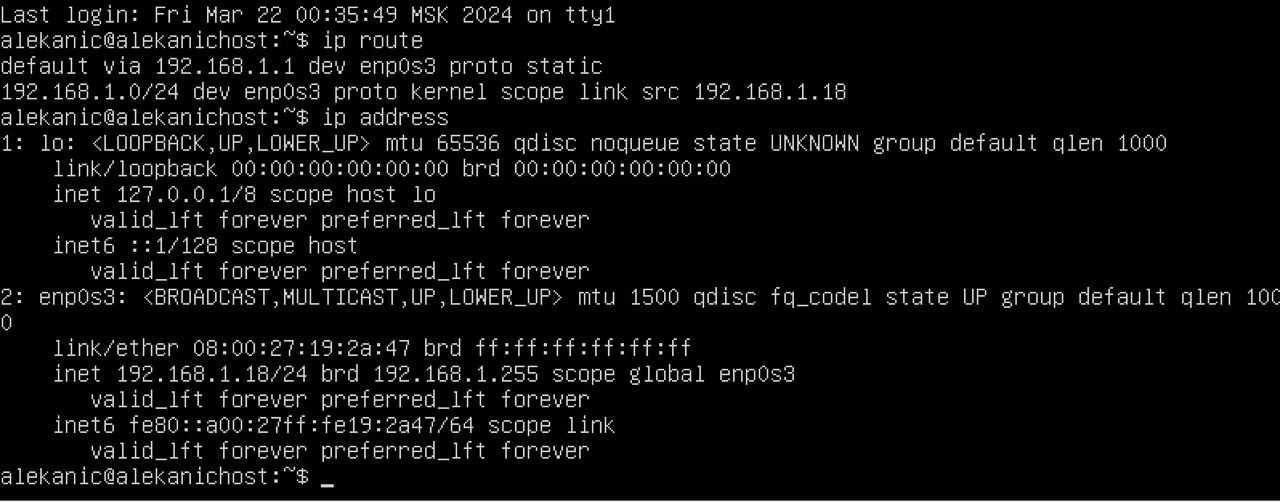 Last login: Fri Mar 22 00:35:49 MSK 2024 on tty1
alekanic@alekanichost:~$ ip route
default via 192.168.1.1 dev enp0s3 proto static
192.168.1.0/24 dev enp0s3 proto kernel scope link src 192.168.1.18
alekanic@alekanichost:~$ ip address
1: lo: <LOOPBACK,UP,LOWER_UP> mtu 65536 qdisc noqueue state UNKNOWN group default qlen 1000
    link/loopback 00:00:00:00:00:00 brd 00:00:00:00:00:00
    inet 127.0.0.1/8 scope host lo
       valid_lft forever preferred_lft forever
    inet6 ::1/128 scope host
       valid_lft forever preferred_lft forever
2: enp0s3: <BROADCAST,MULTICAST,UP,LOWER_UP> mtu 1500 qdisc fq_codel state UP group default qlen 100
0
    link/ether 08:00:27:19:2a:47 brd ff:ff:ff:ff:ff:ff
    inet 192.168.1.18/24 brd 192.168.1.255 scope global enp0s3
       valid_lft forever preferred_lft forever
    inet6 fe80::a00:27ff:fe19:2a47/64 scope link
       valid_lft forever preferred_lft forever
alekanic@alekanichost:~$ _